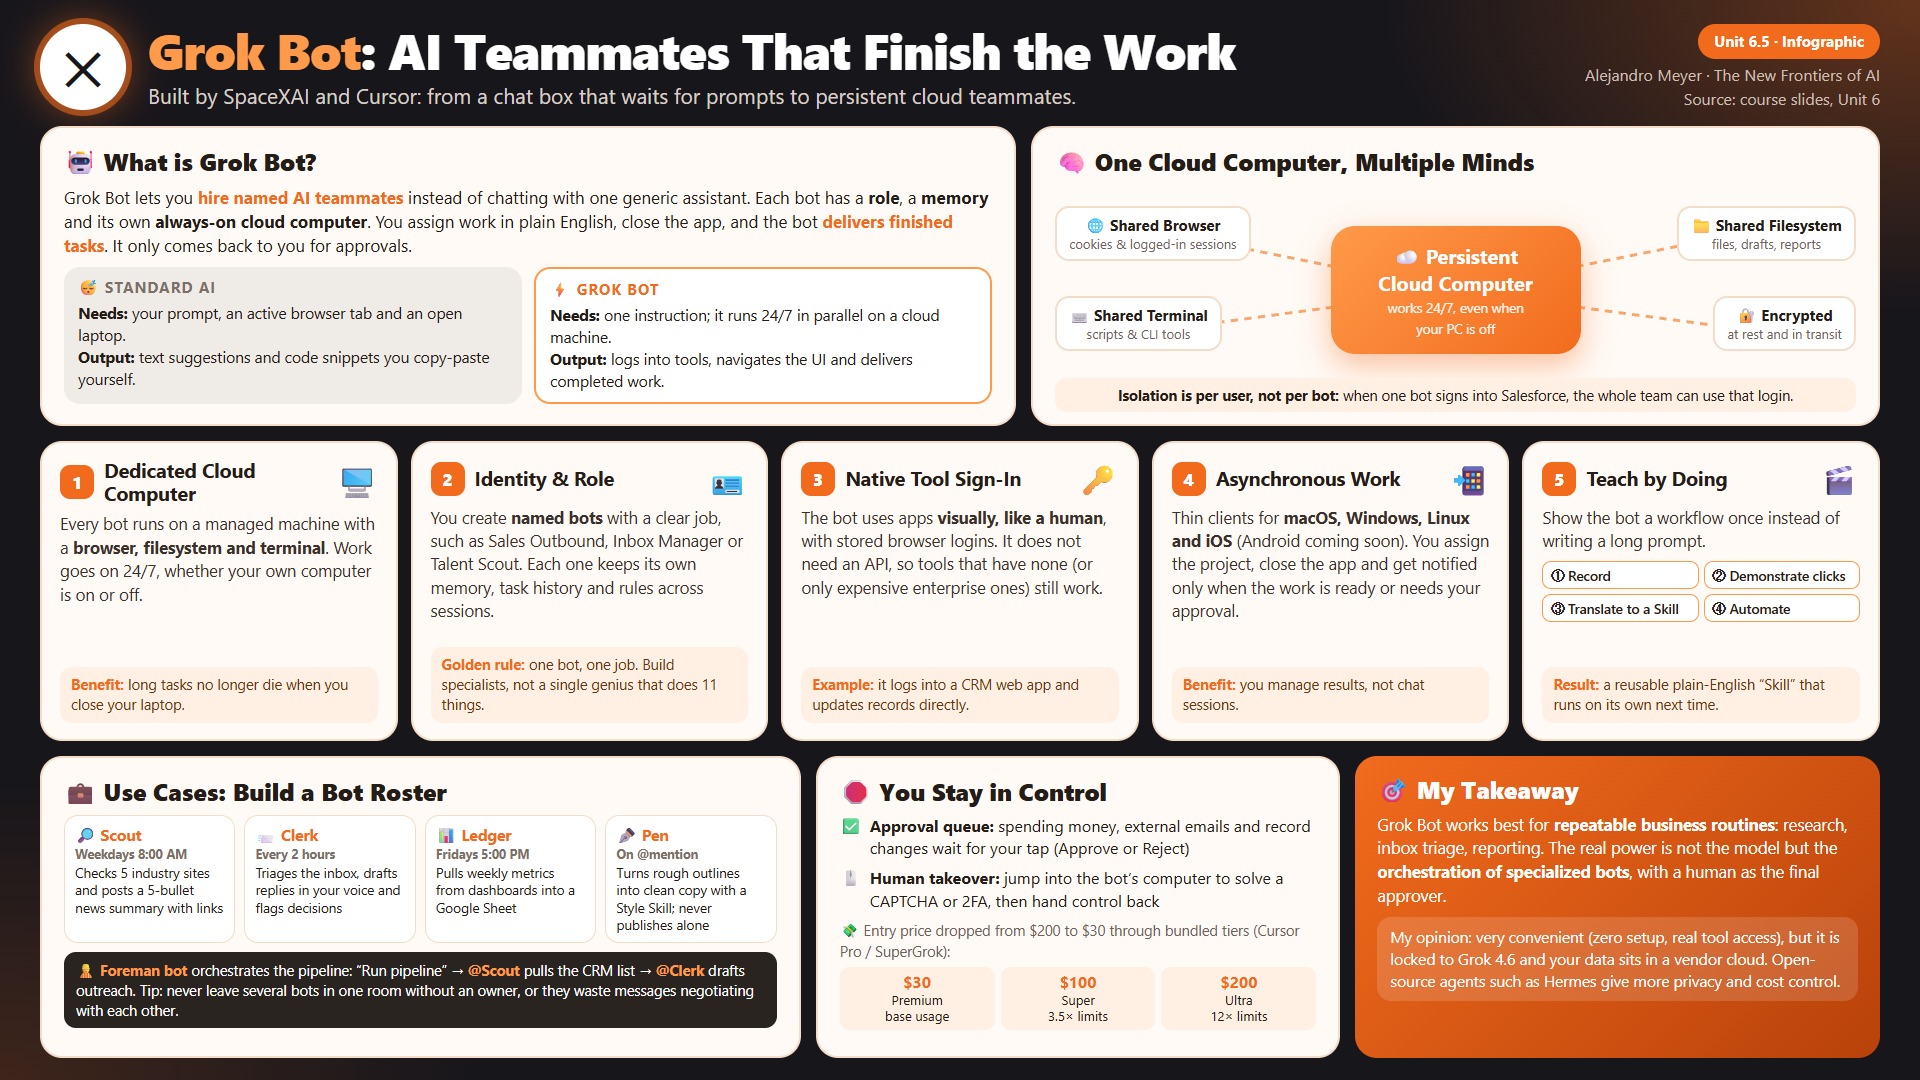 Grok Bot: AI Teammates That Finish the Work
Built by SpaceXAI and Cursor: from a chat box that waits for prompts to persistent cloud teammates.
Unit 6.5 · Infographic
Alejandro Meyer · The New Frontiers of AI
Source: course slides, Unit 6
What is Grok Bot?
Grok Bot lets you hire named AI teammates instead of chatting with one generic assistant. Each bot has a role, a memory
and its own always-on cloud computer. You assign work in plain English, close the app, and the bot delivers finished
tasks. It only comes back to you for approvals.
STANDARD AI
Needs: your prompt, an active browser tab and an open
laptop.
Output: text suggestions and code snippets you copy-paste
yourself.
GROK BOT
Needs: one instruction; it runs 24/7 in parallel on a cloud
machine.
Output: logs into tools, navigates the UI and delivers
completed work.
One Cloud Computer, Multiple Minds
Shared Browser
cookies & logged-in sessions
Shared Terminal
scripts & CLI tools
Persistent
Cloud Computer
works 24/7, even when
your PC is off
Shared Filesystem
files, drafts, reports
Encrypted
at rest and in transit
Isolation is per user, not per bot: when one bot signs into Salesforce, the whole team can use that login.
1 Dedicated Cloud
Computer
Every bot runs on a managed machine with
a browser, filesystem and terminal. Work
goes on 24/7, whether your own computer
is on or off.
Benefit: long tasks no longer die when you
close your laptop.
2 Identity & Role
You create named bots with a clear job,
such as Sales Outbound, Inbox Manager or
Talent Scout. Each one keeps its own
memory, task history and rules across
sessions.
Golden rule: one bot, one job. Build
specialists, not a single genius that does 11
things.
3 Native Tool Sign-In
The bot uses apps visually, like a human,
with stored browser logins. It does not
need an API, so tools that have none (or
only expensive enterprise ones) still work.
Example: it logs into a CRM web app and
updates records directly.
4 Asynchronous Work
Thin clients for macOS, Windows, Linux
and iOS (Android coming soon). You assign
the project, close the app and get notified
only when the work is ready or needs your
approval.
Benefit: you manage results, not chat
sessions.
5 Teach by Doing
Show the bot a workflow once instead of
writing a long prompt.
① Record
② Demonstrate clicks
③ Translate to a Skill
④ Automate
Result: a reusable plain-English “Skill” that
runs on its own next time.
Use Cases: Build a Bot Roster
Scout
Weekdays 8:00 AM
Checks 5 industry sites
and posts a 5-bullet
news summary with links
Clerk
Every 2 hours
Triages the inbox, drafts
replies in your voice and
flags decisions
Ledger
Fridays 5:00 PM
Pulls weekly metrics
from dashboards into a
Google Sheet
Pen
On @mention
Turns rough outlines
into clean copy with a
Style Skill; never
publishes alone
Foreman bot orchestrates the pipeline: “Run pipeline” → @Scout pulls the CRM list → @Clerk drafts
outreach. Tip: never leave several bots in one room without an owner, or they waste messages negotiating
with each other.
You Stay in Control
Approval queue: spending money, external emails and record
changes wait for your tap (Approve or Reject)
Human takeover: jump into the bot’s computer to solve a
CAPTCHA or 2FA, then hand control back
Entry price dropped from $200 to $30 through bundled tiers (Cursor
Pro / SuperGrok):
$30
Premium
base usage
$100
Super
3.5× limits
$200
Ultra
12× limits
My Takeaway
Grok Bot works best for repeatable business routines: research,
inbox triage, reporting. The real power is not the model but the
orchestration of specialized bots, with a human as the final
approver.
My opinion: very convenient (zero setup, real tool access), but it is
locked to Grok 4.6 and your data sits in a vendor cloud. Open-
source agents such as Hermes give more privacy and cost control.